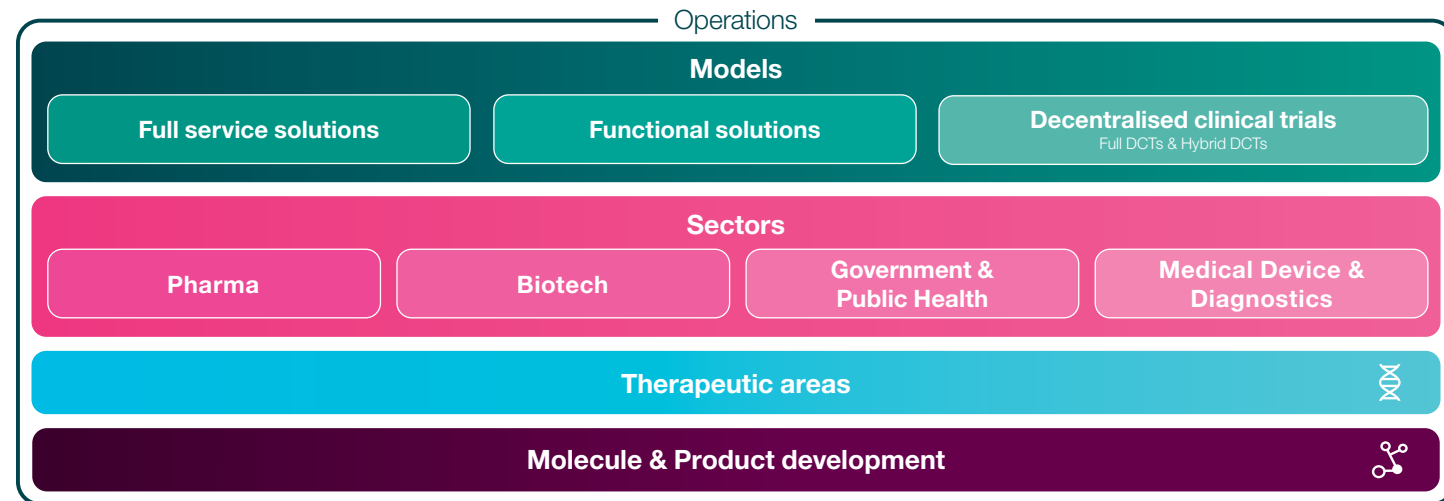 Operations
Models
Full service solutions
Functional solutions
Decentralised clinical trials
Full DCTs & Hybrid DCTs
Sectors
Pharma
Biotech
Government &
Public Health
Medical Device &
Diagnostics
Therapeutic areas
Molecule & Product development